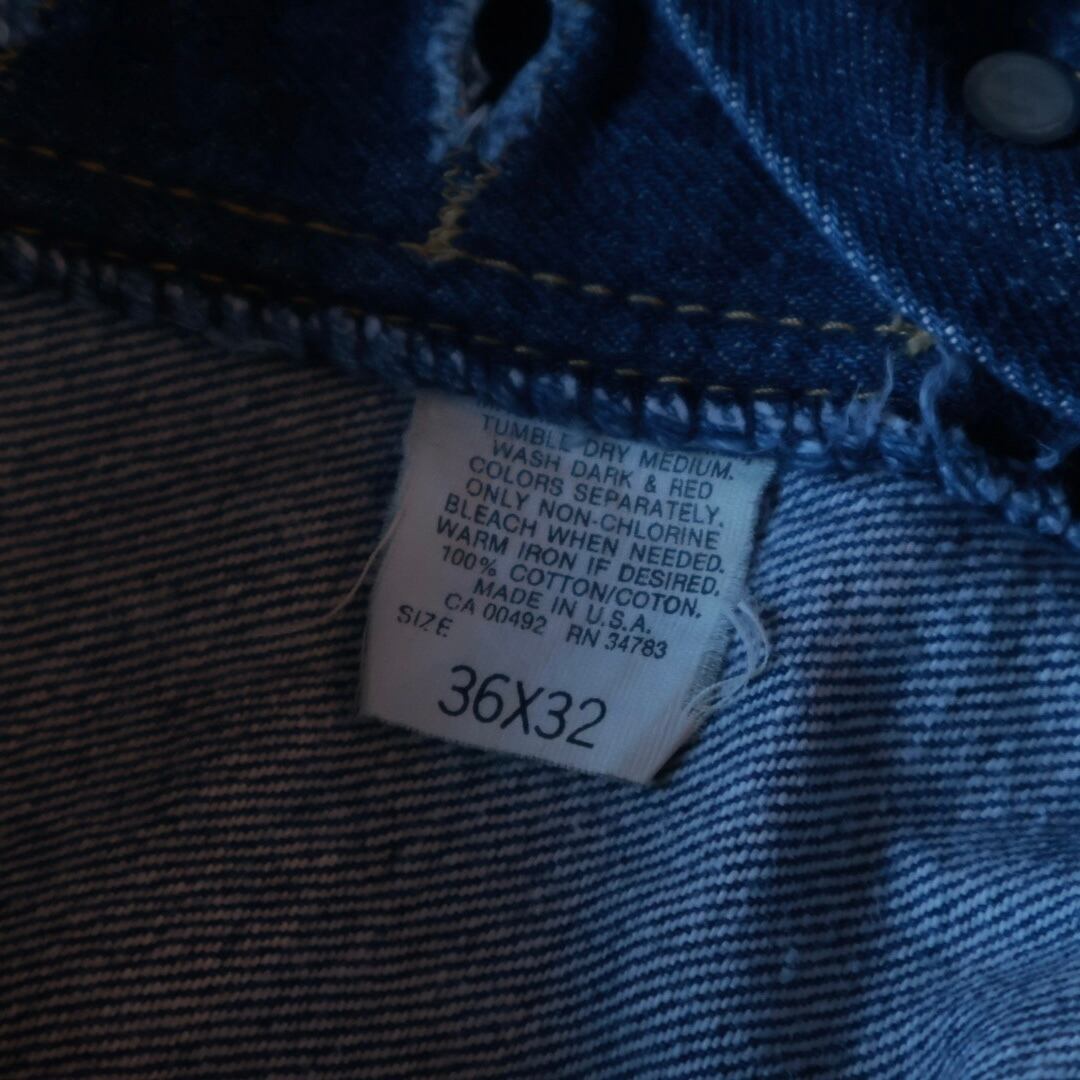 TUMBLE DRY MEDIUM.
WASH DARK & RED
COLORS SEPARATELY.
ONLY NON-CHLORINE
BLEACH WHEN NEEDED.
WARM IRON IF DESIRED.
100% COTTON/COTON.
MADE IN U.S.A.
CA 00492 RN 34783
SIZE
36X32